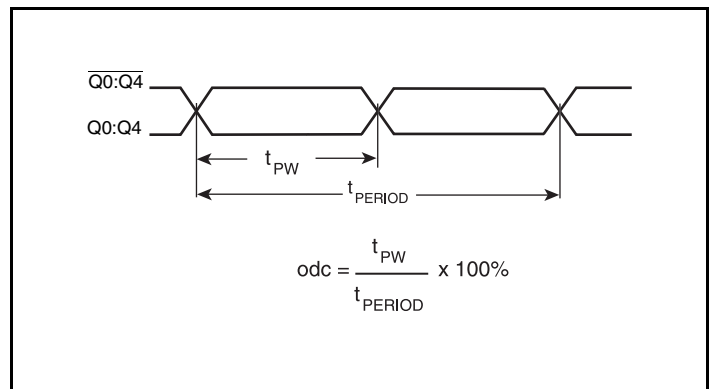 Q0:Q4
Q0:Q4
tPW
tPERIOD
odc = tPW / tPERIOD x 100%